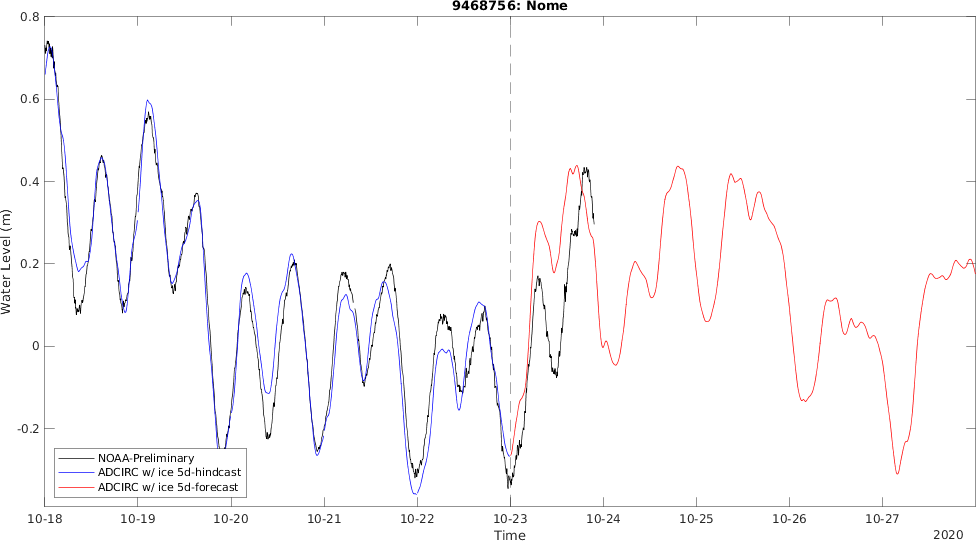 9468756: Nome
0.8
0.6
0.4
0.2
0
-0.2
Water Level (m)
NOAA-Preliminary
ADCIRC w/ ice 5d-hindcast
ADCIRC w/ ice 5d-forecast
10-18 10-19 10-20 10-21 10-22 10-23 10-24 10-25 10-26 10-27
Time
2020